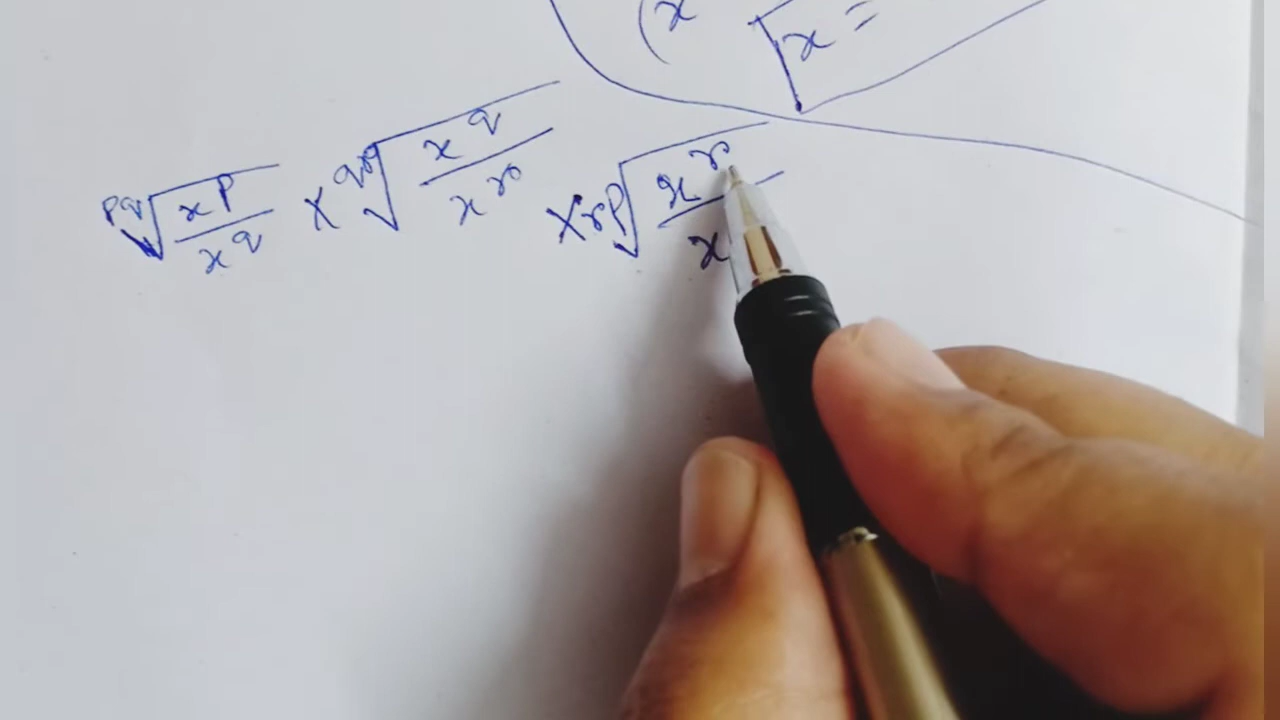 (x
x =
pq√(x^p/x^q) × qr√(x^q/x^r) × rp√(x^r/x